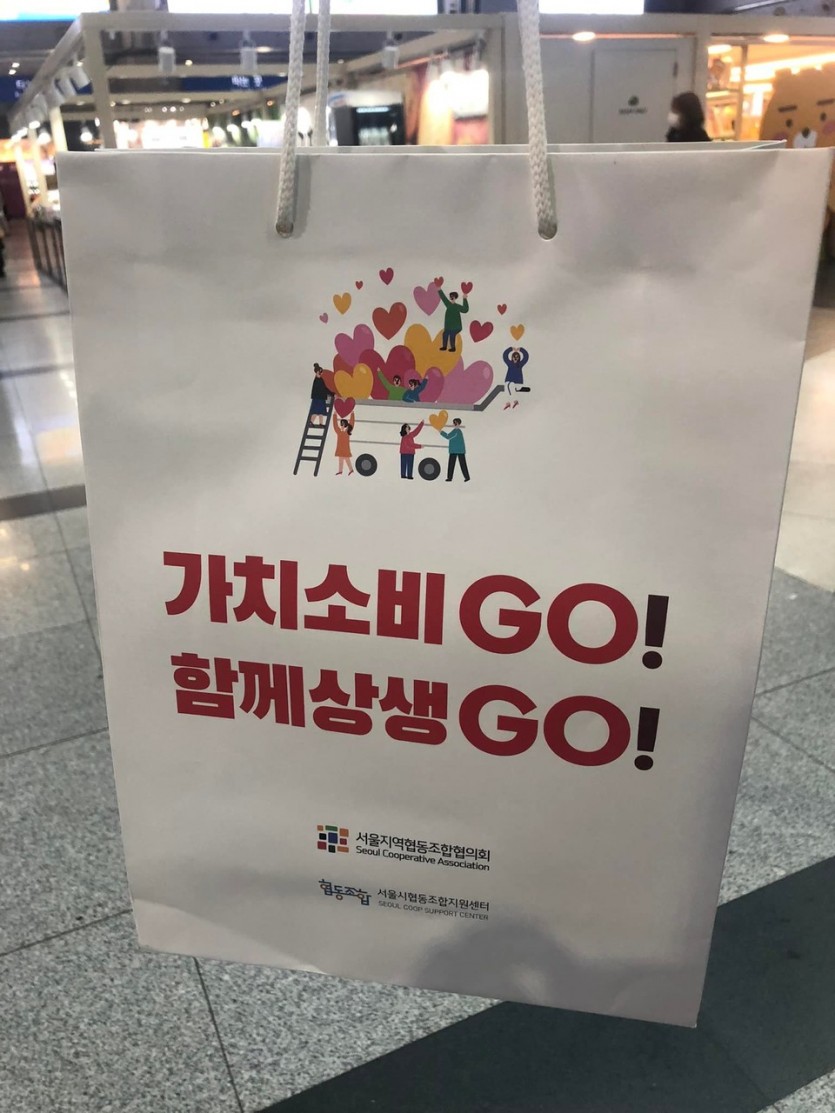 가치소비 GO!
함께상생 GO!
서울지역협동조합협의회
Seoul Cooperative Association
협동조합 서울시협동조합지원센터
SEOUL COOP SUPPORT CENTER